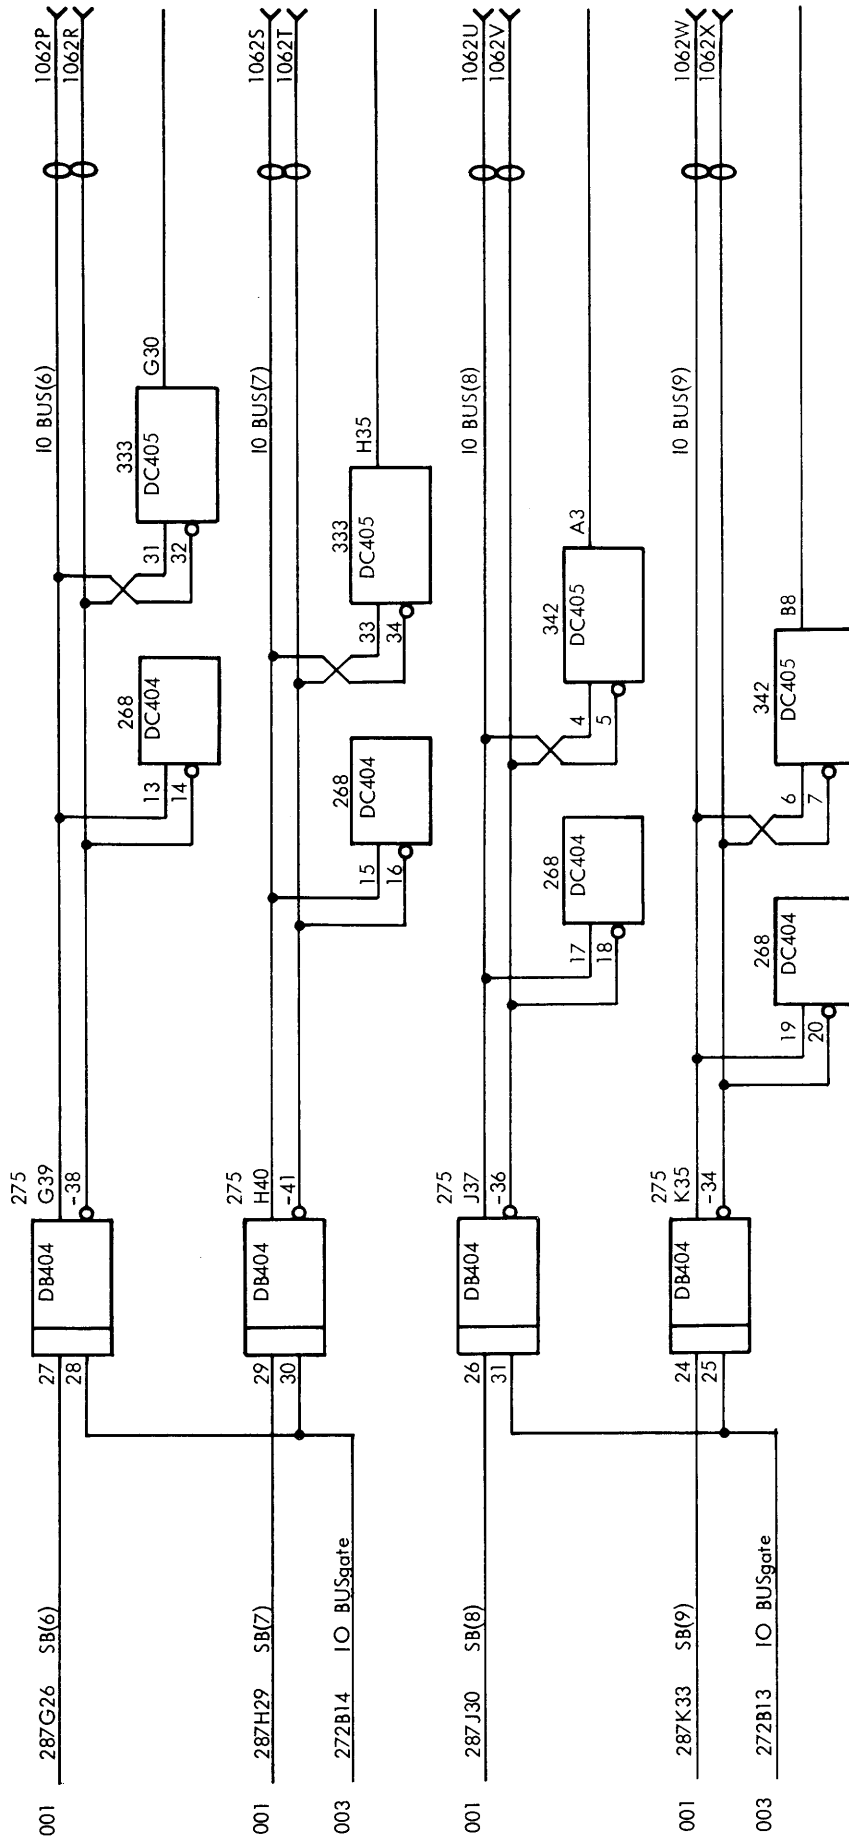 001 287G26 SB(6)
27
28
DB404
275
G39
-38
13
14
268
DC404
31
32
333
DC405
G30
IO BUS(6)
1062P
1062R
001 287H29 SB(7)
003 272B14 IO BUSgate
29
30
DB404
275
H40
-41
15
16
268
DC404
33
34
333
DC405
H35
IO BUS(7)
1062S
1062T
001 287J30 SB(8)
26
31
DB404
275
J37
-36
17
18
268
DC404
4
5
342
DC405
A3
IO BUS(8)
1062U
1062V
001 287K33 SB(9)
003 272B13 IO BUSgate
24
25
DB404
275
K35
-34
19
20
268
DC404
6
7
342
DC405
B8
IO BUS(9)
1062W
1062X